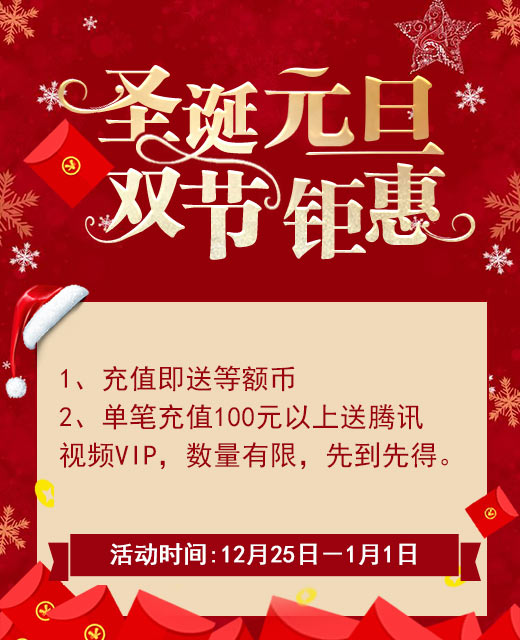 圣诞元旦
双节钜惠
1、充值即送等额币
2、单笔充值100元以上送腾讯
视频VIP，数量有限，先到先得。
活动时间:12月25日－1月1日